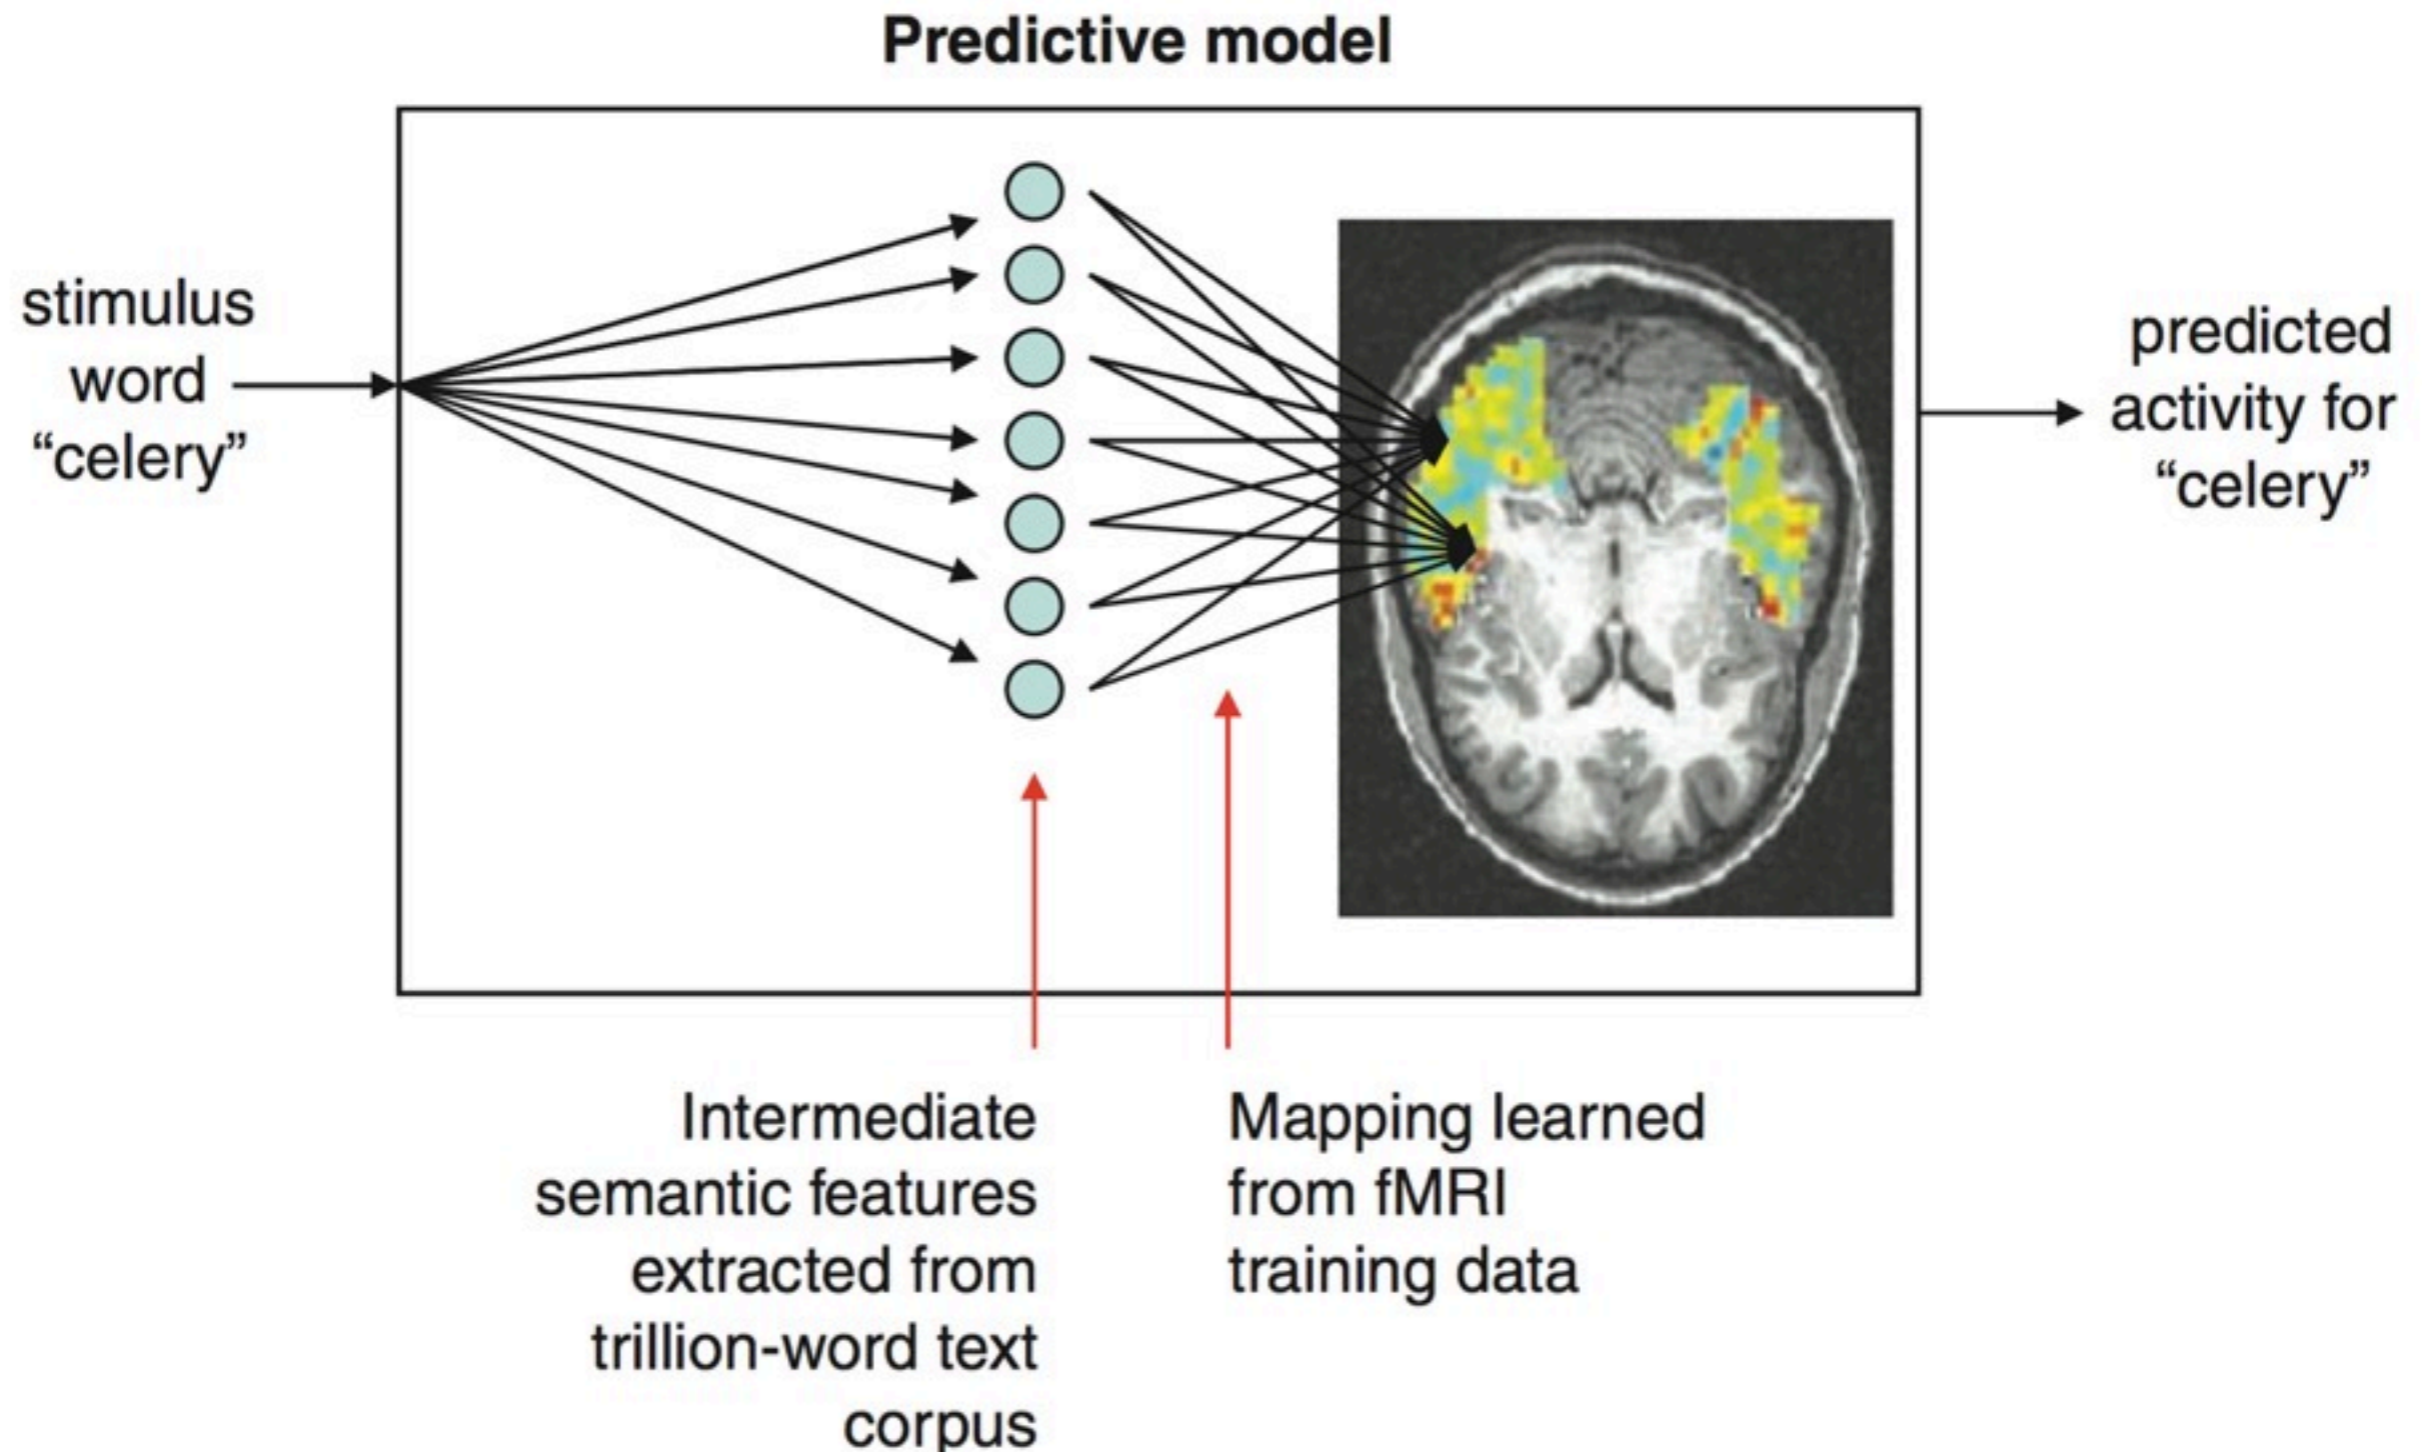 Predictive model
stimulus
word
“celery”
predicted
activity for
“celery”
Intermediate
semantic features
extracted from
trillion-word text
corpus
Mapping learned
from fMRI
training data